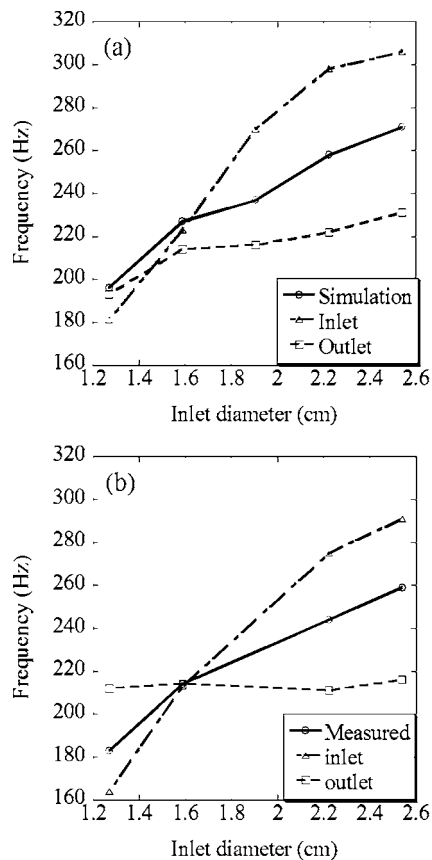 320
(a)
300
280
260
240
220
200
180
160
Frequency (Hz)
Simulation
Inlet
Outlet
1.2 1.4 1.6 1.8 2 2.2 2.4 2.6
Inlet diameter (cm)
320
(b)
300
280
260
240
220
200
180
160
Frequency (Hz)
Measured
inlet
outlet
1.2 1.4 1.6 1.8 2 2.2 2.4 2.6
Inlet diameter (cm)